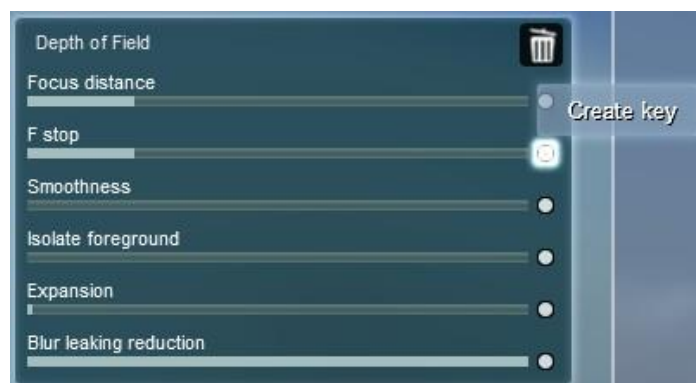 Depth of Field
Focus distance
Create key
F stop
Smoothness
Isolate foreground
Expansion
Blur leaking reduction